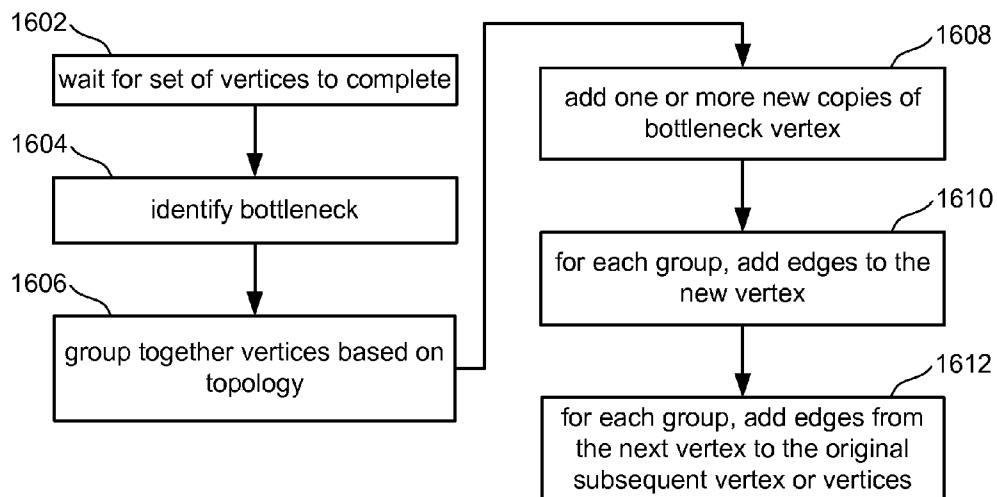 1602
wait for set of vertices to complete
1604
identify bottleneck
1606
group together vertices based on
topology
1608
add one or more new copies of
bottleneck vertex
1610
for each group, add edges to the
new vertex
1612
for each group, add edges from
the next vertex to the original
subsequent vertex or vertices